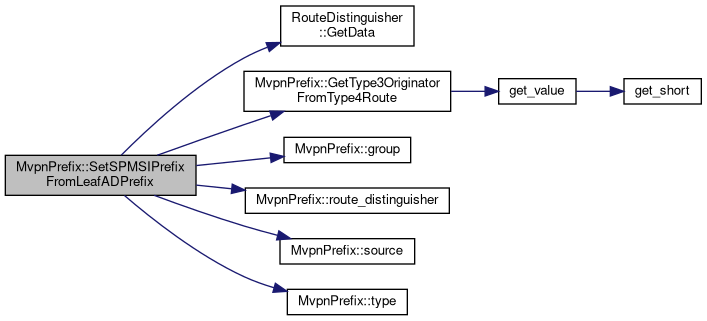 MvpnPrefix::SetSPMSIPrefix
FromLeafADPrefix
RouteDistinguisher
::GetData
MvpnPrefix::GetType3Originator
FromType4Route
get_value
get_short
MvpnPrefix::group
MvpnPrefix::route_distinguisher
MvpnPrefix::source
MvpnPrefix::type